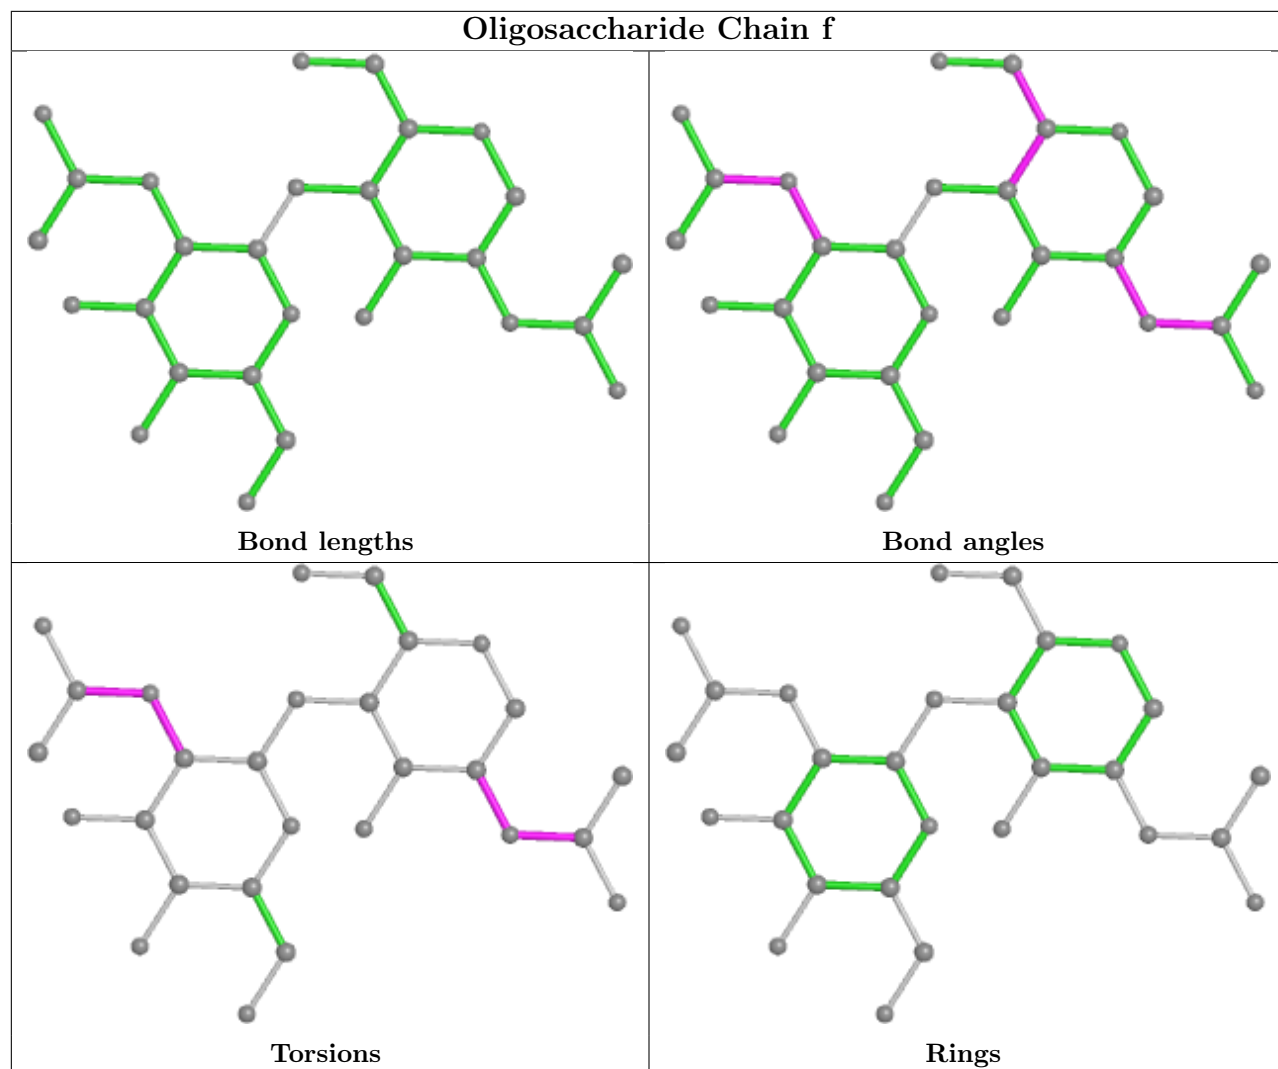 Oligosaccharide Chain f
Bond lengths
Bond angles
Torsions
Rings